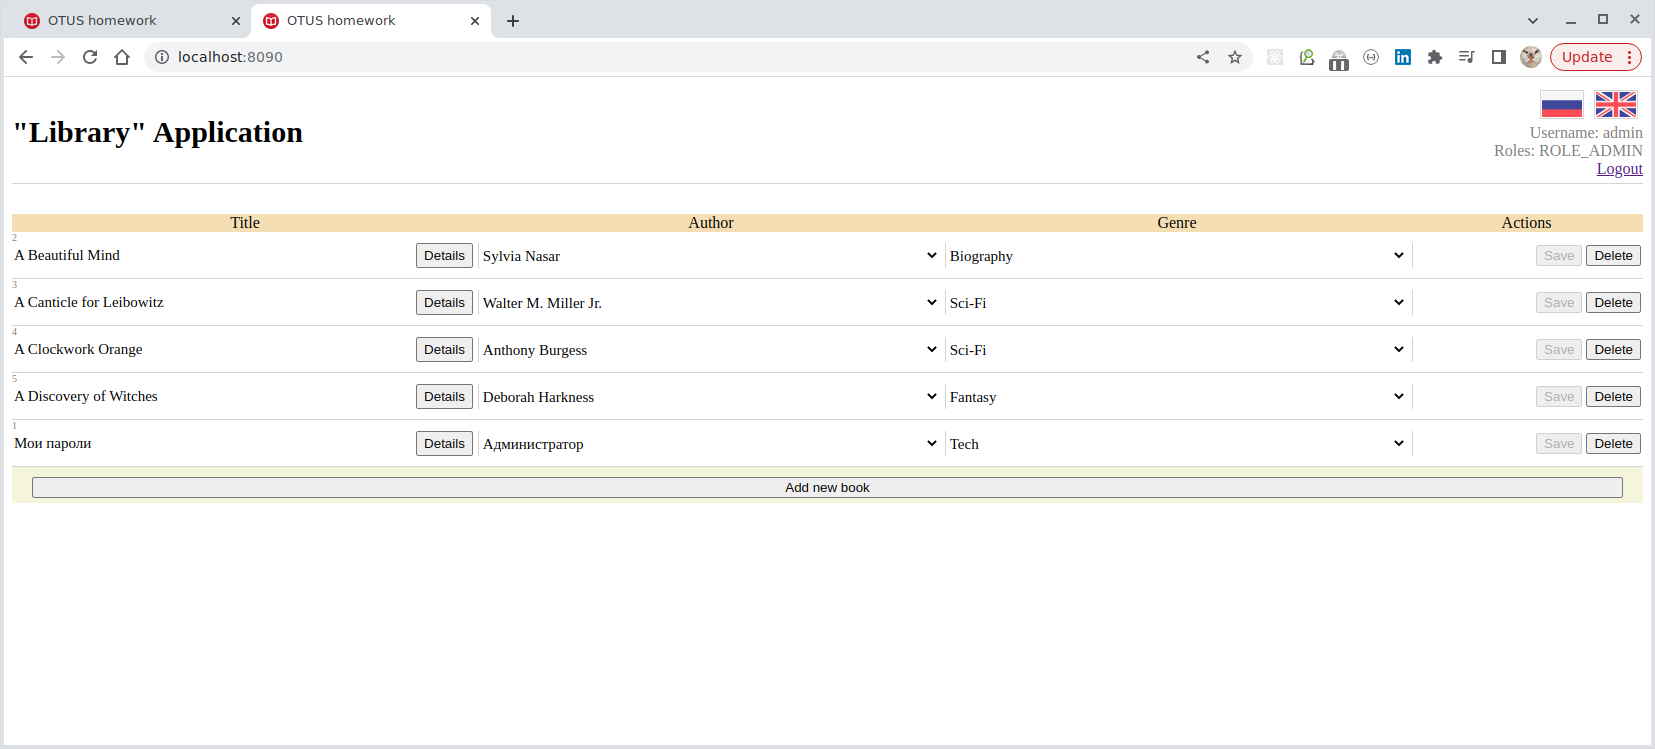 OTUS homework
OTUS homework
localhost:8090
Update
"Library" Application
Username: admin
Roles: ROLE_ADMIN
Logout
Title Author Genre Actions
2
A Beautiful Mind Details Sylvia Nasar Biography Save Delete
3
A Canticle for Leibowitz Details Walter M. Miller Jr. Sci-Fi Save Delete
4
A Clockwork Orange Details Anthony Burgess Sci-Fi Save Delete
5
A Discovery of Witches Details Deborah Harkness Fantasy Save Delete
1
Мои пароли Details Администратор Tech Save Delete
Add new book